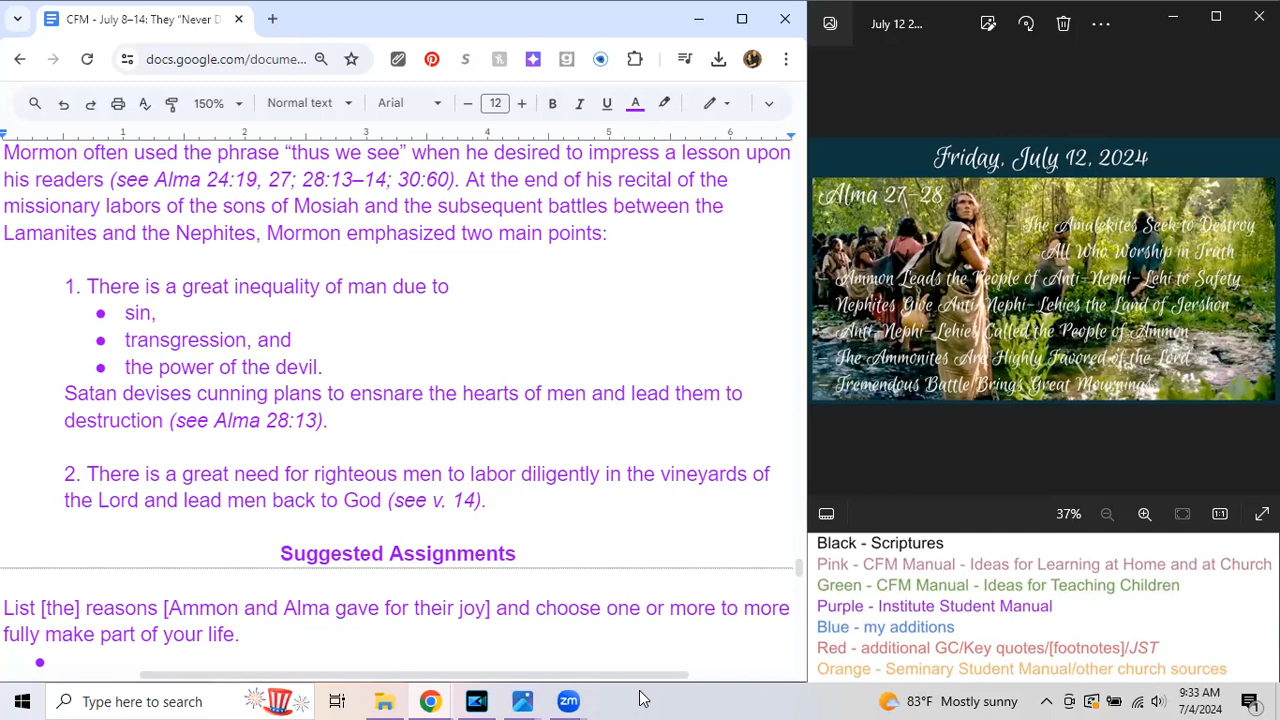 CFM - July 8–14: They “Never D
docs.google.com/docume...
150%
Normal text
Arial
12
B
I
U
A
1
2
3
4
5
6
Mormon often used the phrase “thus we see” when he desired to impress a lesson upon
his readers (see Alma 24:19, 27; 28:13–14; 30:60). At the end of his recital of the
missionary labors of the sons of Mosiah and the subsequent battles between the
Lamanites and the Nephites, Mormon emphasized two main points:
1. There is a great inequality of man due to
● sin,
● transgression, and
● the power of the devil.
Satan devises cunning plans to ensnare the hearts of men and lead them to
destruction (see Alma 28:13).
2. There is a great need for righteous men to labor diligently in the vineyards of
the Lord and lead men back to God (see v. 14).
Suggested Assignments
List [the] reasons [Ammon and Alma gave for their joy] and choose one or more to more
fully make part of your life.
●
July 12 2...
Friday, July 12, 2024
Alma 27–28
– The Amalekites Seek to Destroy
All Who Worship in Truth
– Ammon Leads the People of Anti-Nephi-Lehi to Safety
– Nephites Give Anti-Nephi-Lehies the Land of Jershon
– Anti-Nephi-Lehies Called the People of Ammon
– The Ammonites Are Highly Favored of the Lord
– Tremendous Battle Brings Great Mournings
37%
1:1
Black - Scriptures
Pink - CFM Manual - Ideas for Learning at Home and at Church
Green - CFM Manual - Ideas for Teaching Children
Purple - Institute Student Manual
Blue - my additions
Red - additional GC/Key quotes/[footnotes]/JST
Orange - Seminary Student Manual/other church sources
Type here to search
zm
83°F Mostly sunny
9:33 AM
7/4/2024
1